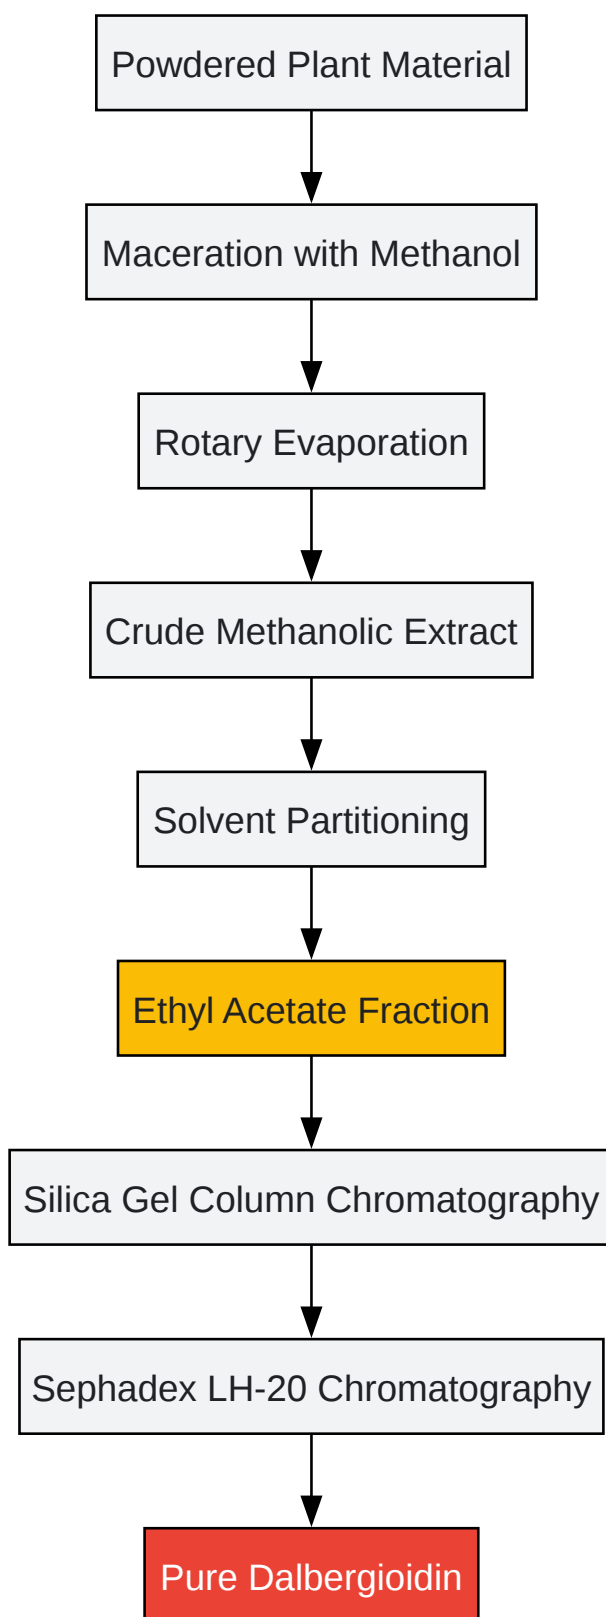 Powdered Plant Material
Maceration with Methanol
Rotary Evaporation
Crude Methanolic Extract
Solvent Partitioning
Ethyl Acetate Fraction
Silica Gel Column Chromatography
Sephadex LH-20 Chromatography
Pure Dalbergioidin